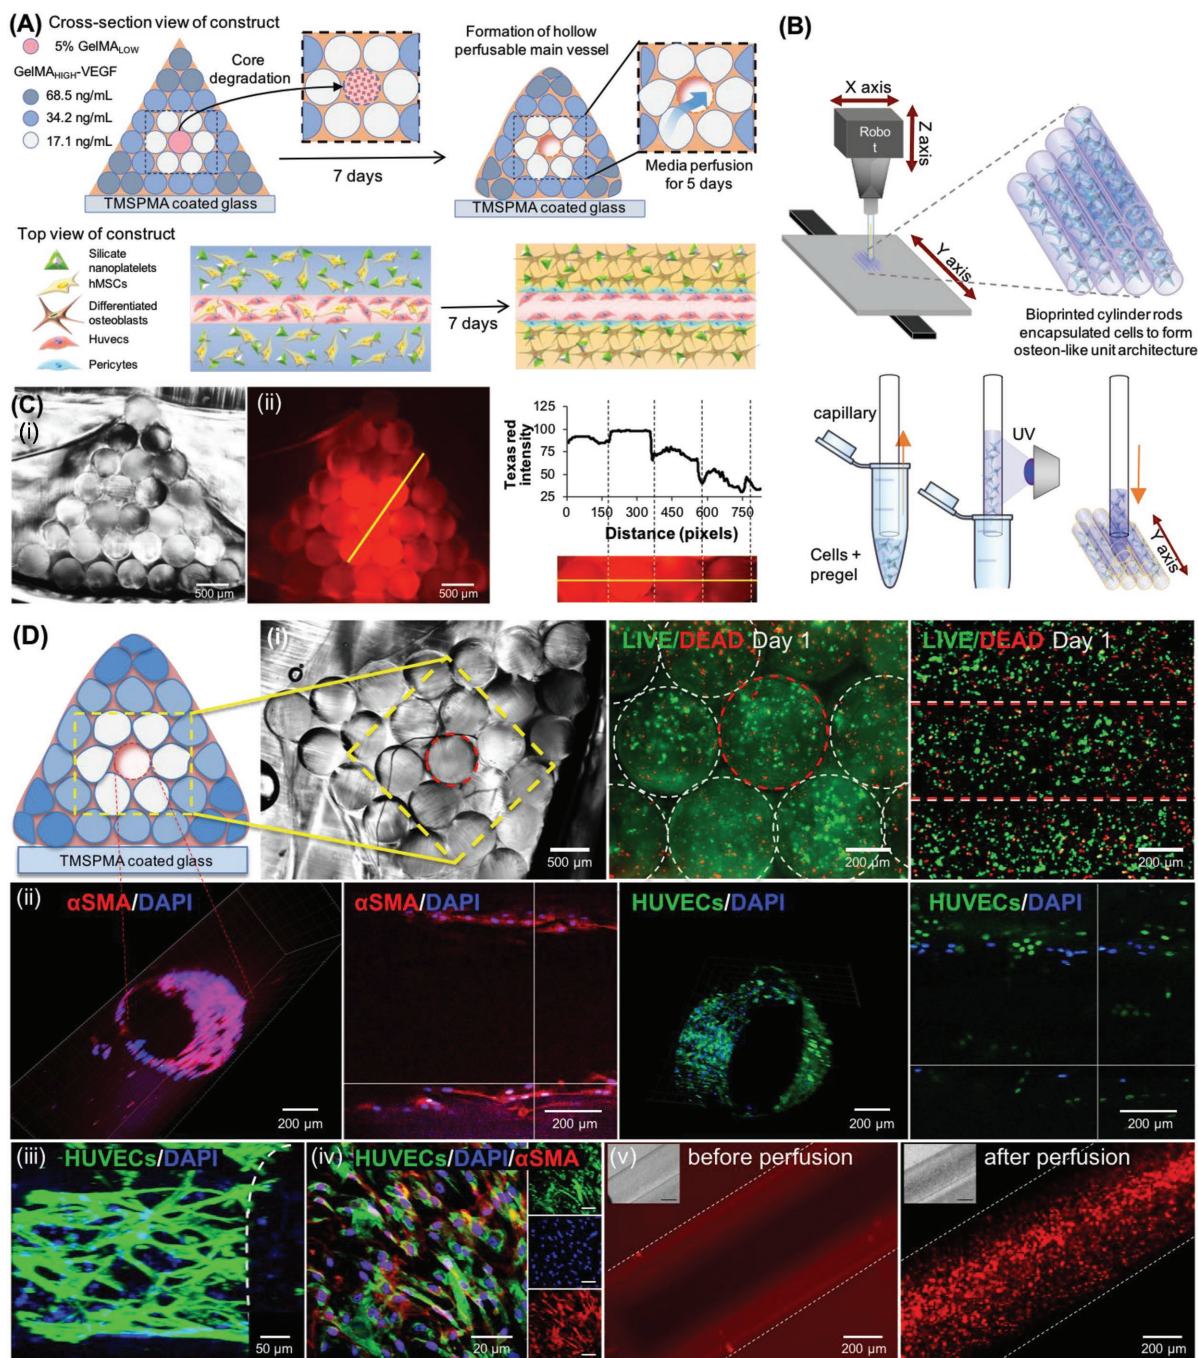 (A)
Cross-section view of construct
5% GelMALOW
GelMAHIGH-VEGF
68.5 ng/mL
34.2 ng/mL
17.1 ng/mL
Core
degradation
7 days
TMSPMA coated glass
Formation of hollow
perfusable main vessel
Media perfusion
for 5 days
TMSPMA coated glass
Top view of construct
Silicate
nanoplatelets
hMSCs
Differentiated
osteoblasts
Huvecs
Pericytes
7 days
(B)
X axis
Z axis
Robo
t
Y axis
Bioprinted cylinder rods
encapsulated cells to form
osteon-like unit architecture
capillary
UV
Cells +
pregel
Y axis
(C)
(i)
500 µm
(ii)
500 µm
Texas red
intensity
125
100
75
50
25
0 150 300 450 600 750
Distance (pixels)
(D)
TMSPMA coated glass
(i)
500 µm
LIVE/DEAD Day 1
200 µm
LIVE/DEAD Day 1
200 µm
(ii)
αSMA/DAPI
200 µm
αSMA/DAPI
200 µm
HUVECs/DAPI
200 µm
HUVECs/DAPI
200 µm
(iii)
HUVECs/DAPI
50 µm
(iv)
HUVECs/DAPI/αSMA
20 µm
(v)
before perfusion
200 µm
after perfusion
200 µm